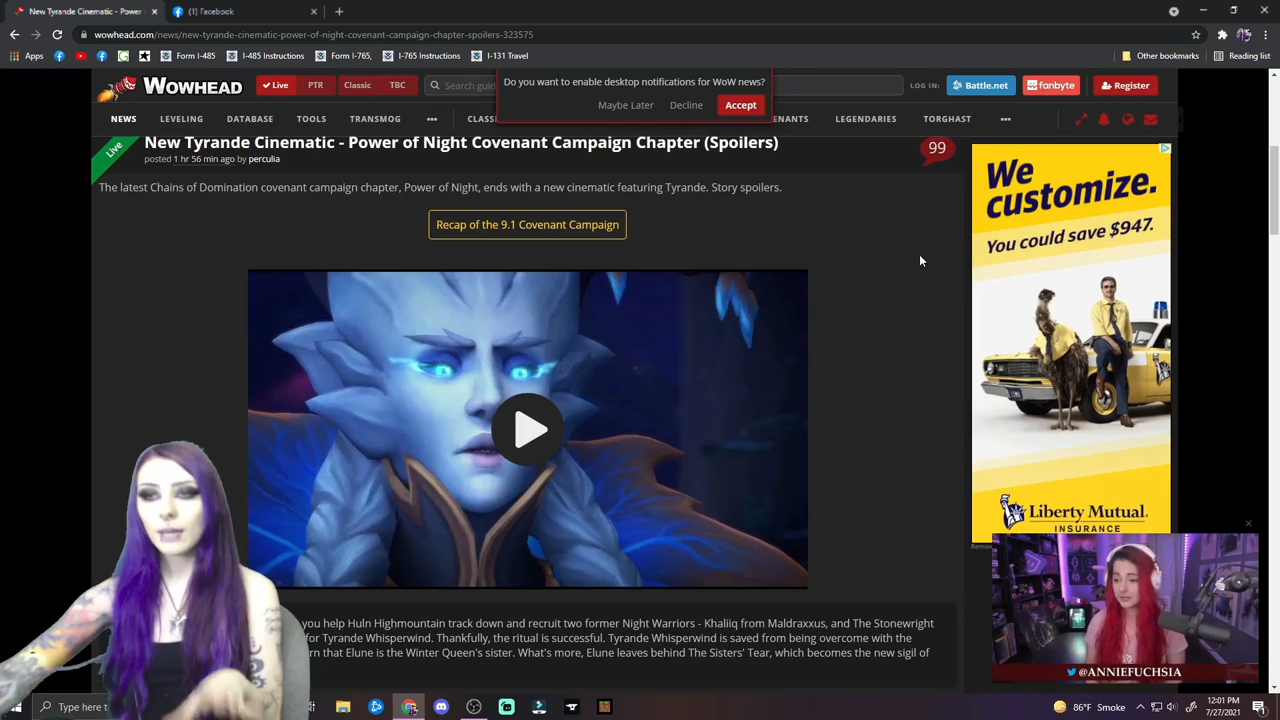 New Tyrande Cinematic - Power of
(1) Facebook
wowhead.com/news/new-tyrande-cinematic-power-of-night-covenant-campaign-chapter-spoilers-323575
Apps
Form I-485
I-485 Instructions
Form I-765,
I-765 Instructions
I-131 Travel
Other bookmarks
Reading list
WOWHEAD
Live
PTR
Classic
TBC
Search guid
Do you want to enable desktop notifications for WoW news?
Maybe Later
Decline
Accept
LOG IN:
Battle.net
fanbyte
Register
NEWS
LEVELING
DATABASE
TOOLS
TRANSMOG
CLASS
ENANTS
LEGENDARIES
TORGHAST
Live
New Tyrande Cinematic - Power of Night Covenant Campaign Chapter (Spoilers)
99
posted 1 hr 56 min ago by perculia
The latest Chains of Domination covenant campaign chapter, Power of Night, ends with a new cinematic featuring Tyrande. Story spoilers.
Recap of the 9.1 Covenant Campaign
We
customize.
You could save $947.
Liberty Mutual.
INSURANCE
Remov
you help Huln Highmountain track down and recruit two former Night Warriors - Khaliiq from Maldraxxus, and The Stonewright
for Tyrande Whisperwind. Thankfully, the ritual is successful. Tyrande Whisperwind is saved from being overcome with the
rn that Elune is the Winter Queen's sister. What's more, Elune leaves behind The Sisters' Tear, which becomes the new sigil of
@ANNIEFUCHSIA
Type here to
86°F Smoke
12:01 PM
7/27/2021